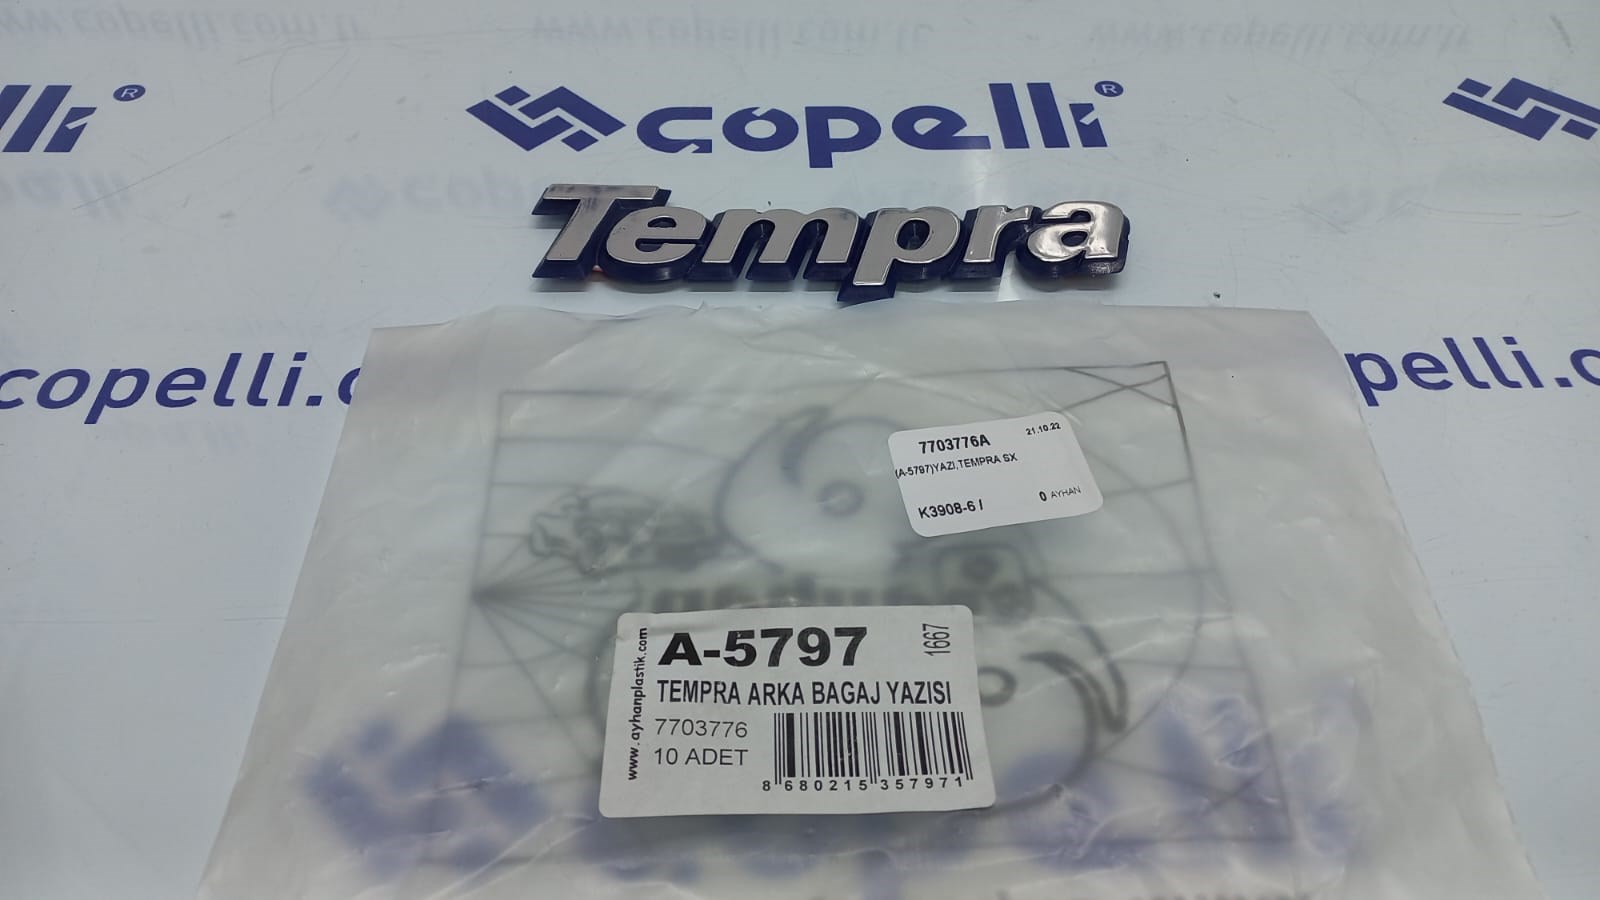 copelli®
Tempra
copelli.c
pelli.c
7703776A
21.10.22
(A-5797)YAZI,TEMPRA SX
K3908-6 /
0 AYHAN
www.ayhanplastik.com
A-5797
1667
TEMPRA ARKA BAGAJ YAZISI
7703776
10 ADET
8 680215 357971